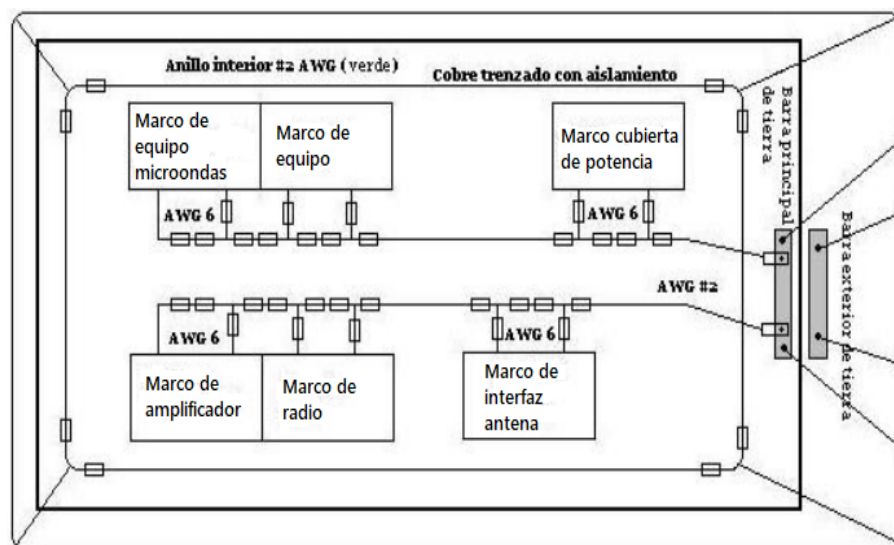 Anillo interior #2 AWG (verde)
Cobre trenzado con aislamiento
Marco de
equipo
microondas
Marco de
equipo
Marco cubierta
de potencia
AWG 6
AWG 6
Barra principal
de tierra
Barra exterior de tierra
AWG #2
AWG 6
AWG 6
Marco de
amplificador
Marco de
radio
Marco de
interfaz
antena